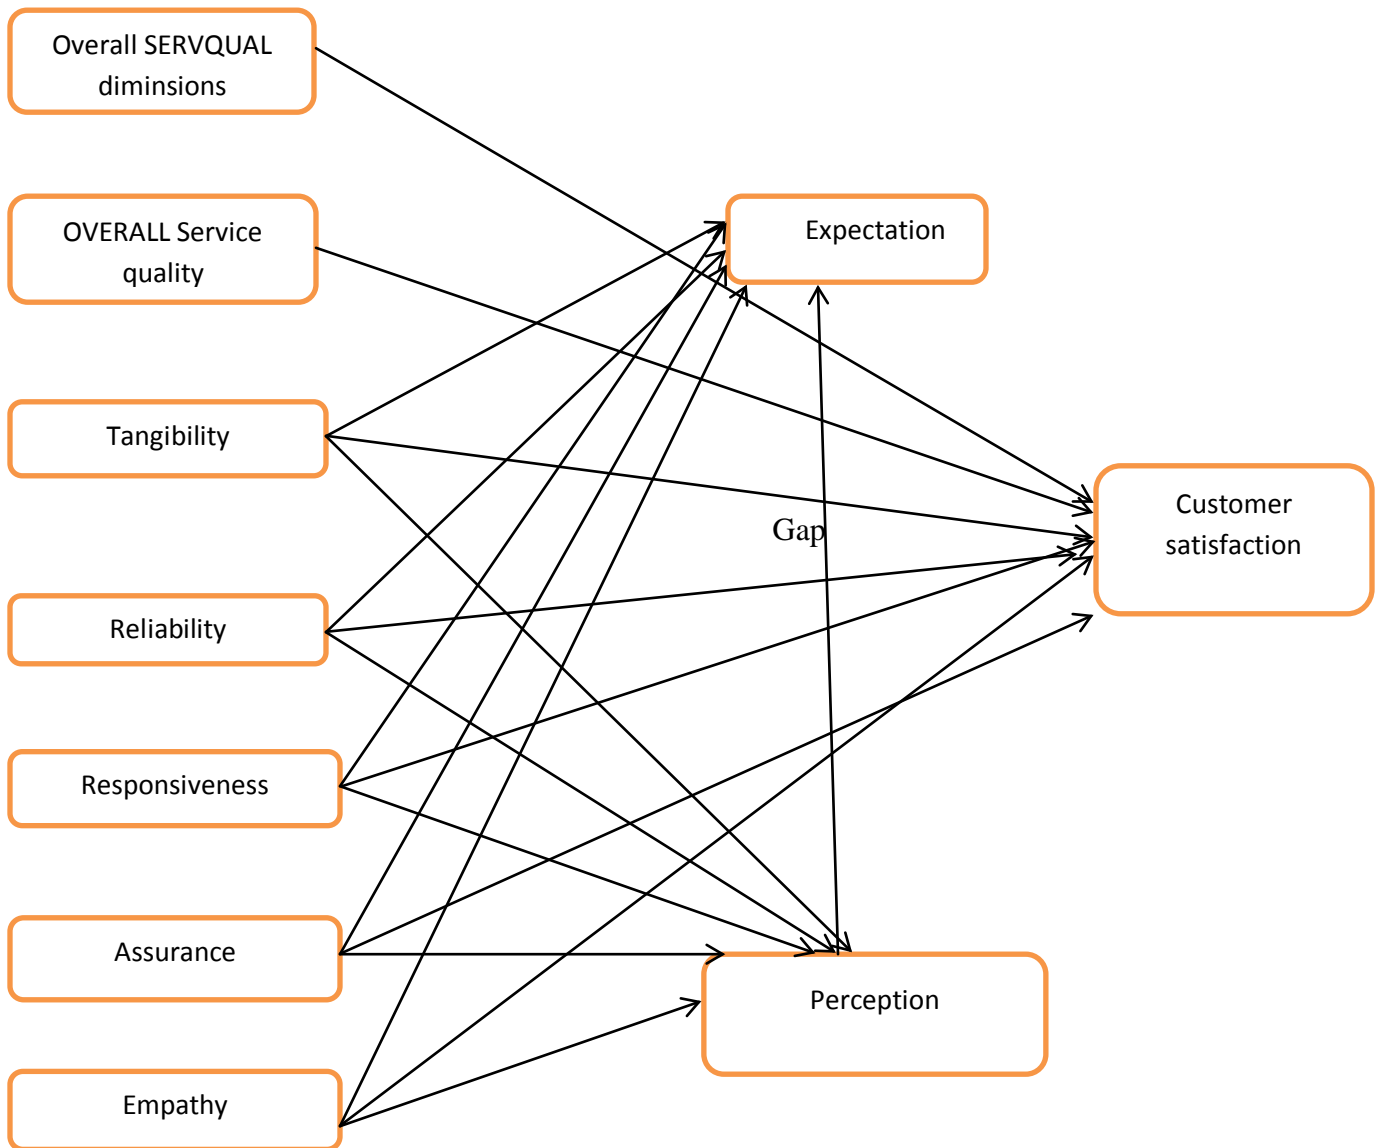 Overall SERVQUAL
diminsions
OVERALL Service
quality
Expectation
Tangibility
Customer
satisfaction
Gap
Reliability
Responsiveness
Assurance
Perception
Empathy